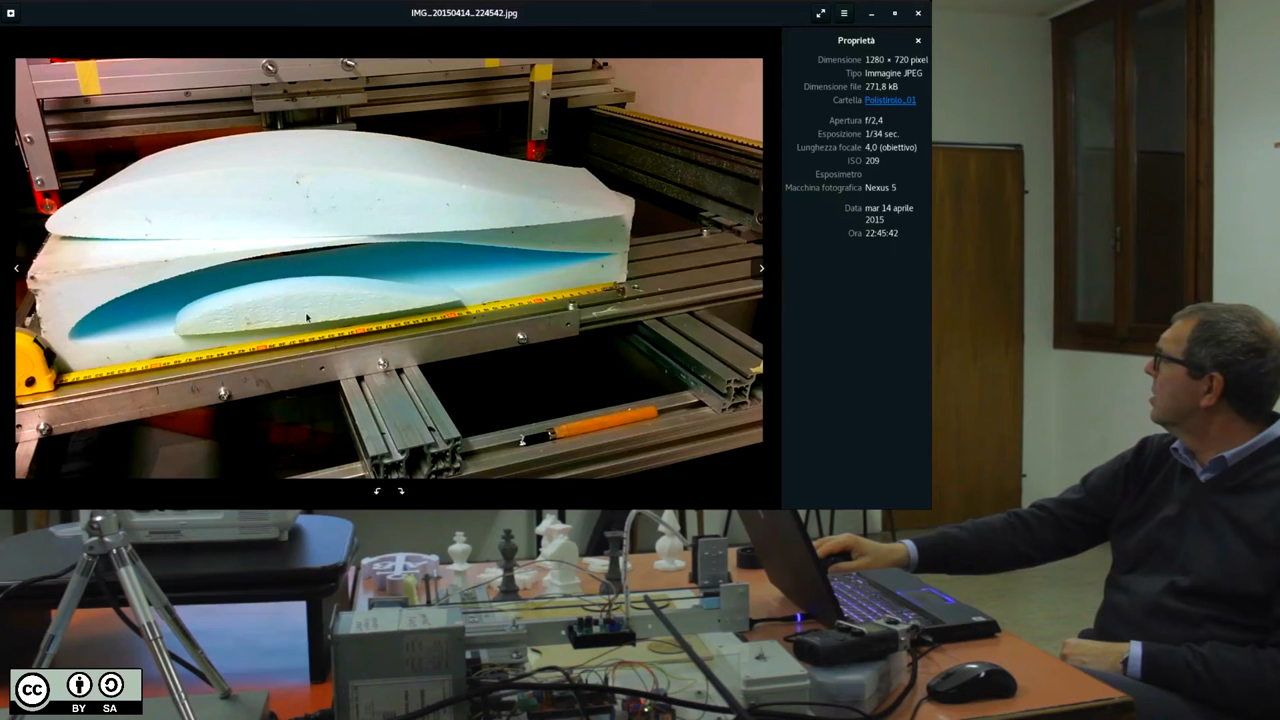 IMG_20150414_224542.jpg
Proprietà
Dimensione 1280 × 720 pixel
Tipo Immagine JPEG
Dimensione file 271,8 kB
Cartella Polistirolo_01
Apertura f/2,4
Esposizione 1/34 sec.
Lunghezza focale 4,0 (obiettivo)
ISO 209
Esposimetro
Macchina fotografica Nexus 5
Data mar 14 aprile
2015
Ora 22:45:42
cc
BY SA